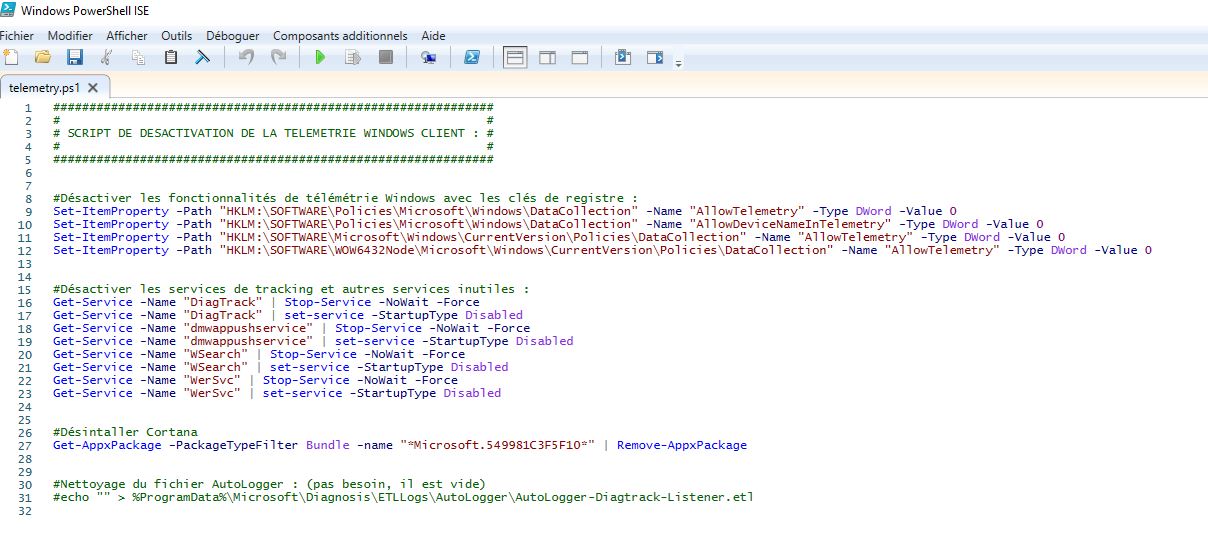 Windows PowerShell ISE
Fichier Modifier Afficher Outils Déboguer Composants additionnels Aide
telemetry.ps1
1 #############################################################
2 # #
3 # SCRIPT DE DESACTIVATION DE LA TELEMETRIE WINDOWS CLIENT : #
4 # #
5 #############################################################
6
7
8 #Désactiver les fonctionnalités de télémétrie Windows avec les clés de registre :
9 Set-ItemProperty -Path "HKLM:\SOFTWARE\Policies\Microsoft\Windows\DataCollection" -Name "AllowTelemetry" -Type DWord -Value 0
10 Set-ItemProperty -Path "HKLM:\SOFTWARE\Policies\Microsoft\Windows\DataCollection" -Name "AllowDeviceNameInTelemetry" -Type DWord -Value 0
11 Set-ItemProperty -Path "HKLM:\SOFTWARE\Microsoft\Windows\CurrentVersion\Policies\DataCollection" -Name "AllowTelemetry" -Type DWord -Value 0
12 Set-ItemProperty -Path "HKLM:\SOFTWARE\WOW6432Node\Microsoft\Windows\CurrentVersion\Policies\DataCollection" -Name "AllowTelemetry" -Type DWord -Value 0
13
14
15 #Désactiver les services de tracking et autres services inutiles :
16 Get-Service -Name "DiagTrack" | Stop-Service -NoWait -Force
17 Get-Service -Name "DiagTrack" | set-service -StartupType Disabled
18 Get-Service -Name "dmwappushservice" | Stop-Service -NoWait -Force
19 Get-Service -Name "dmwappushservice" | set-service -StartupType Disabled
20 Get-Service -Name "WSearch" | Stop-Service -NoWait -Force
21 Get-Service -Name "WSearch" | set-service -StartupType Disabled
22 Get-Service -Name "WerSvc" | Stop-Service -NoWait -Force
23 Get-Service -Name "WerSvc" | set-service -StartupType Disabled
24
25
26 #Désintaller Cortana
27 Get-AppxPackage -PackageTypeFilter Bundle -name "*Microsoft.549981C3F5F10*" | Remove-AppxPackage
28
29
30 #Nettoyage du fichier AutoLogger : (pas besoin, il est vide)
31 #echo "" > %ProgramData%\Microsoft\Diagnosis\ETLLogs\AutoLogger\AutoLogger-Diagtrack-Listener.etl
32